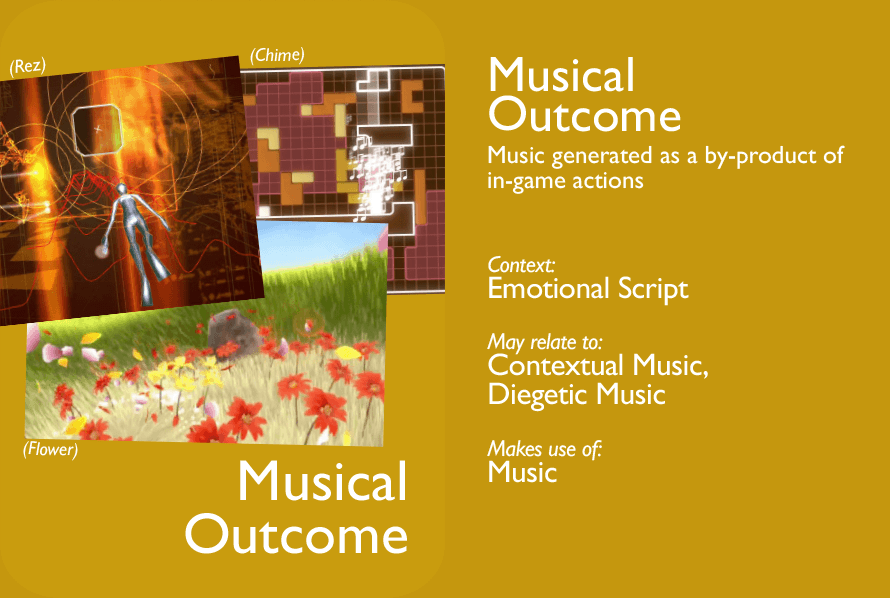 (Rez)
(Chime)
(Flower)
Musical
Outcome
Musical
Outcome
Music generated as a by-product of
in-game actions
Context:
Emotional Script
May relate to:
Contextual Music,
Diegetic Music
Makes use of:
Music